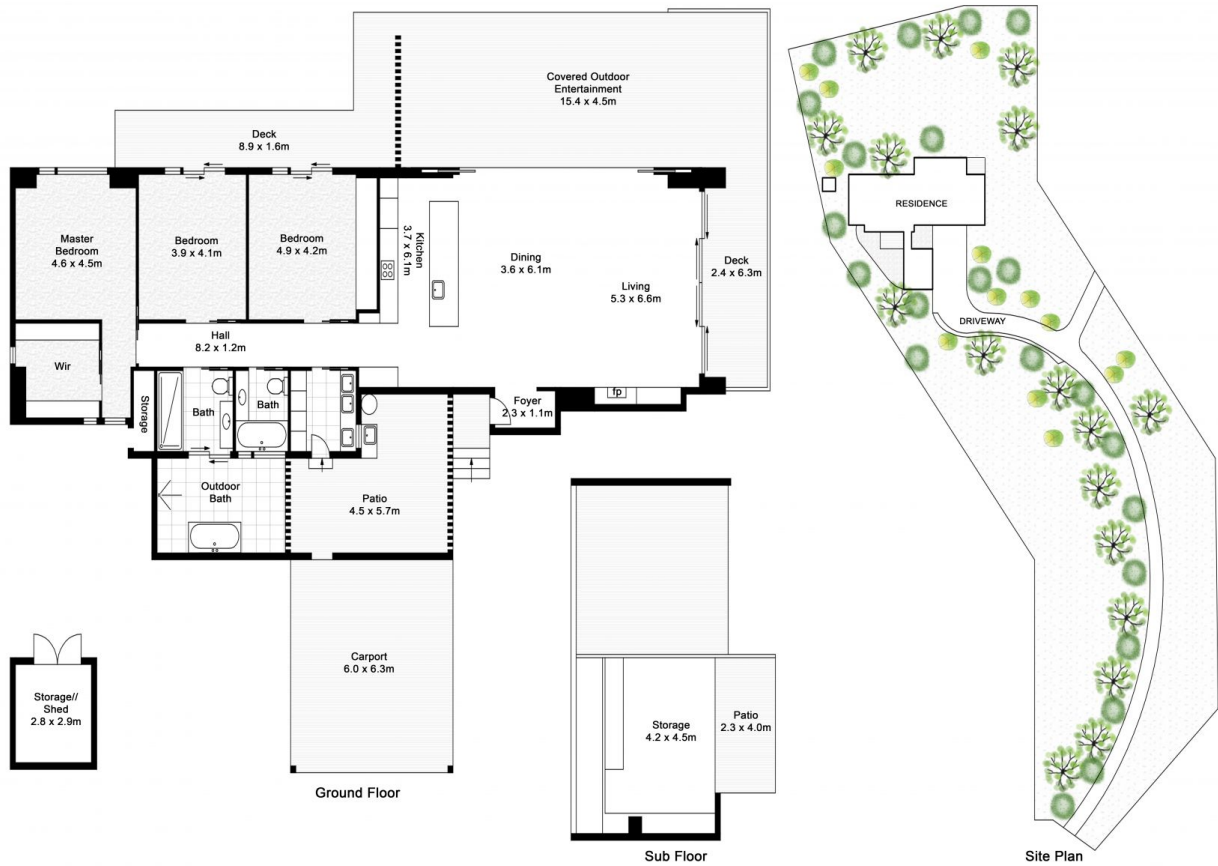 Covered Outdoor
Entertainment
15.4 x 4.5m
Deck
8.9 x 1.6m
Master
Bedroom
4.6 x 4.5m
Bedroom
3.9 x 4.1m
Bedroom
4.9 x 4.2m
Kitchen
3.7 x 6.1m
Dining
3.6 x 6.1m
Living
5.3 x 6.6m
Deck
2.4 x 6.3m
Hall
8.2 x 1.2m
Wir
Storage
Bath
Bath
Foyer
2.3 x 1.1m
fp
Outdoor
Bath
Patio
4.5 x 5.7m
Carport
6.0 x 6.3m
Storage//
Shed
2.8 x 2.9m
Ground Floor
Storage
4.2 x 4.5m
Patio
2.3 x 4.0m
Sub Floor
RESIDENCE
DRIVEWAY
Site Plan